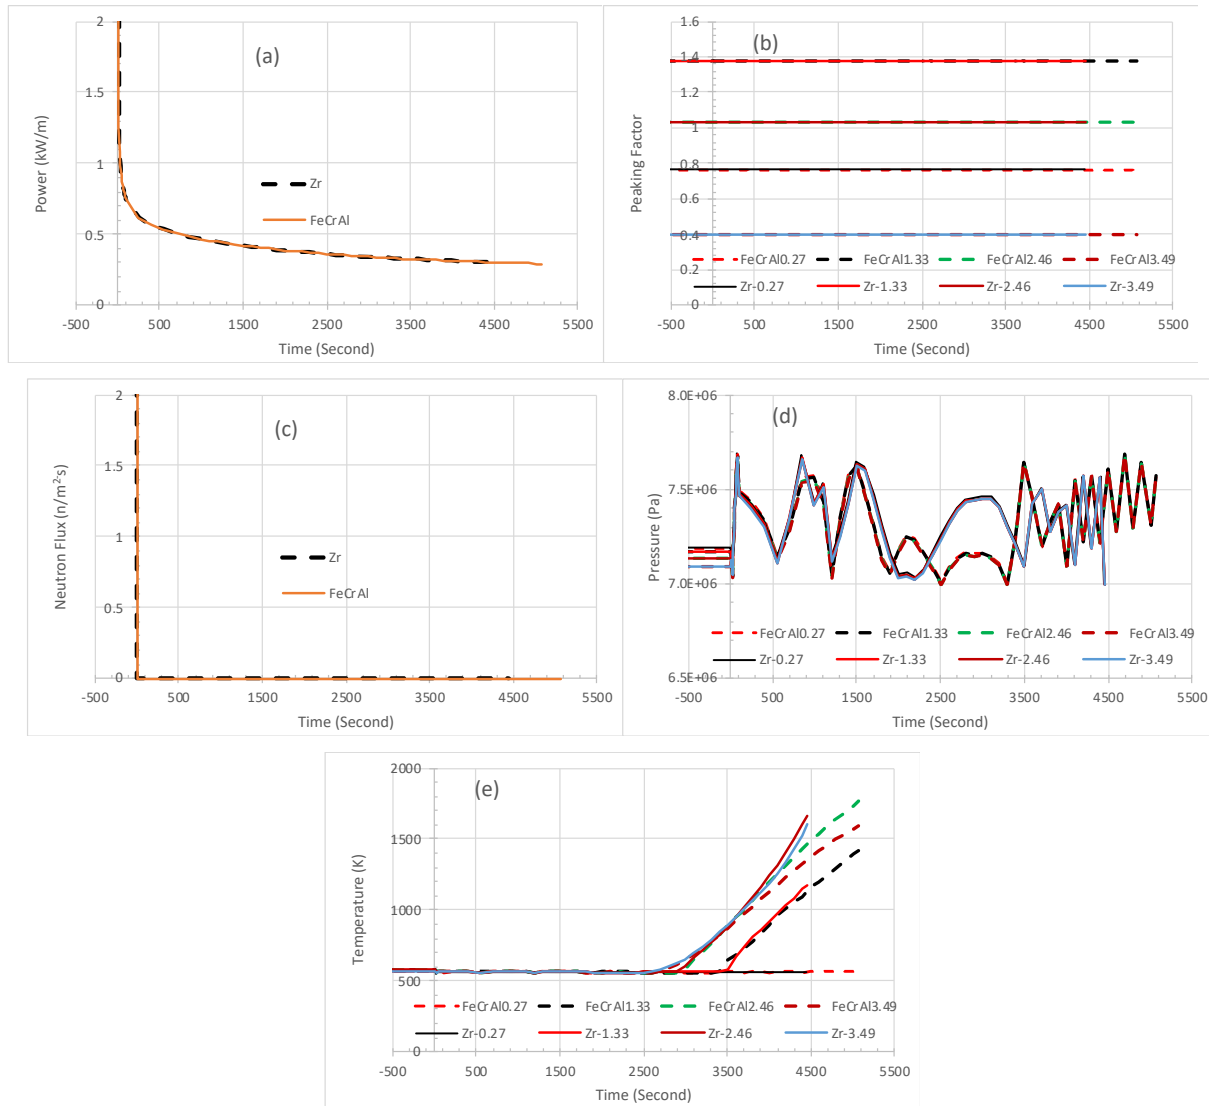 (a)
Power (kW/m)
2
1.5
1
0.5
0
Zr
FeCrAl
-500 500 1500 2500 3500 4500 5500
Time (Second)
(b)
Peaking Factor
1.6
1.4
1.2
1
0.8
0.6
0.4
0.2
0
FeCrAl0.27 FeCrAl1.33 FeCrAl2.46 FeCrAl3.49
Zr-0.27 Zr-1.33 Zr-2.46 Zr-3.49
-500 500 1500 2500 3500 4500 5500
Time (Second)
(c)
Neutron Flux (n/m²·s)
2
1.5
1
0.5
0
Zr
FeCrAl
-500 500 1500 2500 3500 4500 5500
Time (Second)
(d)
Pressure (Pa)
8.0E+06
7.5E+06
7.0E+06
6.5E+06
FeCrAl0.27 FeCrAl1.33 FeCrAl2.46 FeCrAl3.49
Zr-0.27 Zr-1.33 Zr-2.46 Zr-3.49
-500 500 1500 2500 3500 4500 5500
Time (Second)
(e)
Temperature (K)
2000
1500
1000
500
0
FeCrAl0.27 FeCrAl1.33 FeCrAl2.46 FeCrAl3.49
Zr-0.27 Zr-1.33 Zr-2.46 Zr-3.49
-500 500 1500 2500 3500 4500 5500
Time (Second)